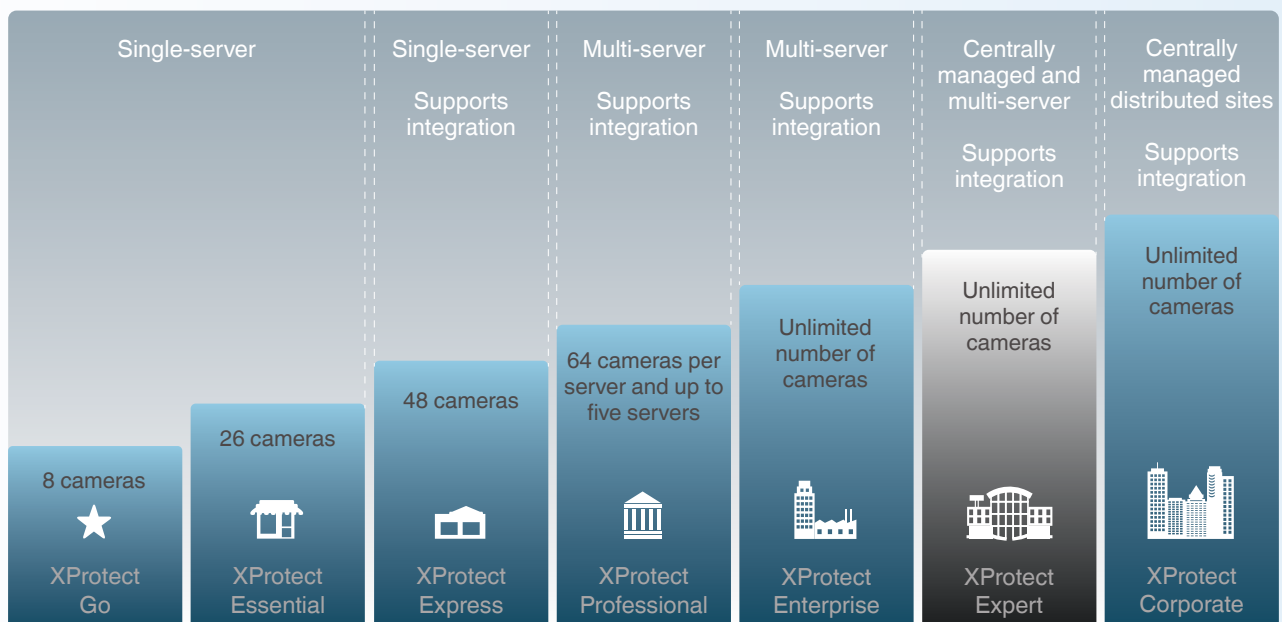 Single-server
Single-server
Supports
integration
Multi-server
Supports
integration
Multi-server
Supports
integration
Centrally
managed and
multi-server
Supports
integration
Centrally
managed
distributed sites
Supports
integration
8 cameras
XProtect
Go
26 cameras
XProtect
Essential
48 cameras
XProtect
Express
64 cameras per
server and up to
five servers
XProtect
Professional
Unlimited
number of
cameras
XProtect
Enterprise
Unlimited
number of
cameras
XProtect
Expert
Unlimited
number of
cameras
XProtect
Corporate